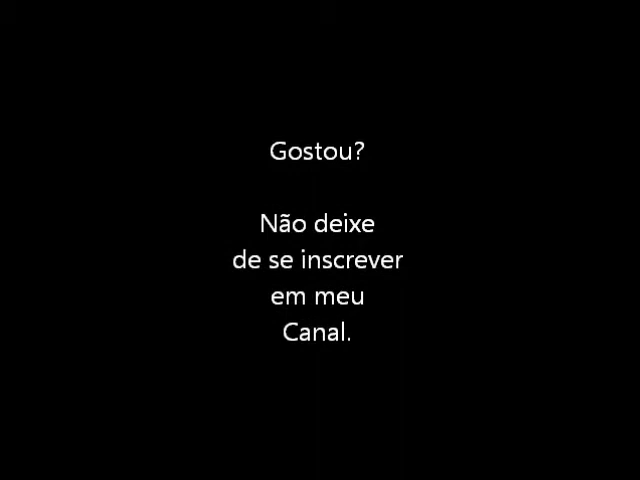 Gostou?
Não deixe
de se inscrever
em meu
Canal.